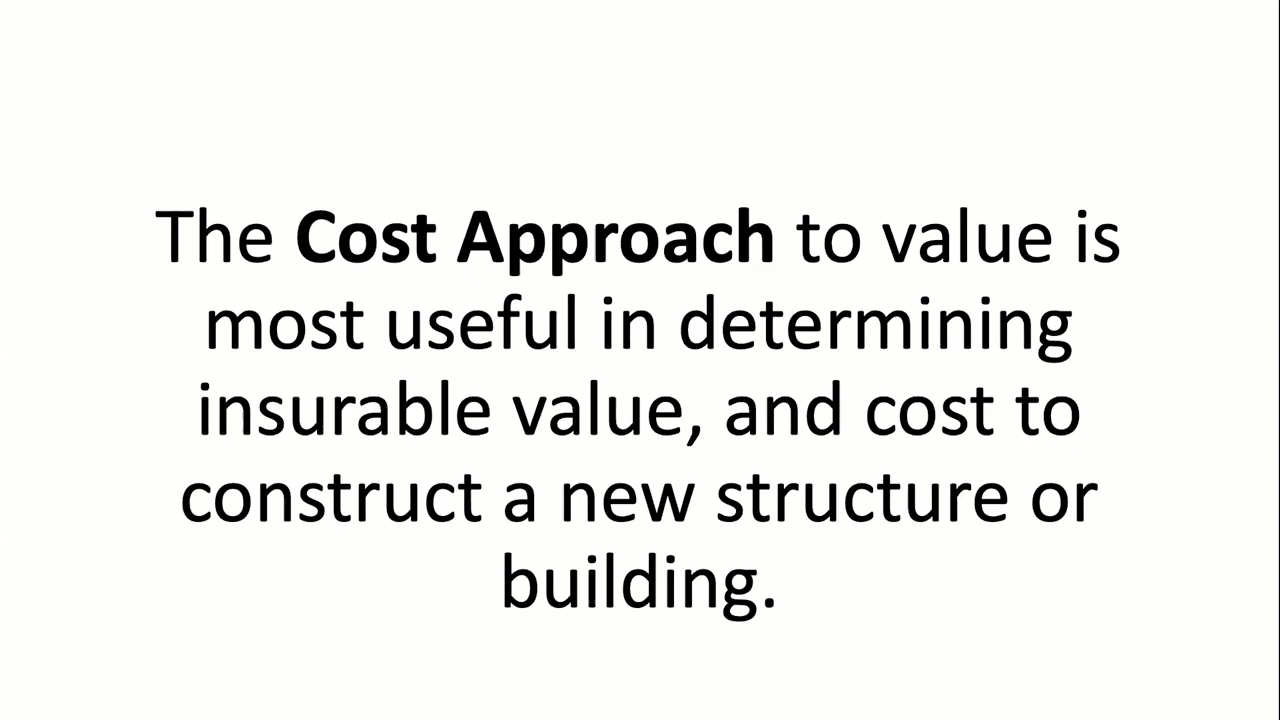 The Cost Approach to value is
most useful in determining
insurable value, and cost to
construct a new structure or
building.